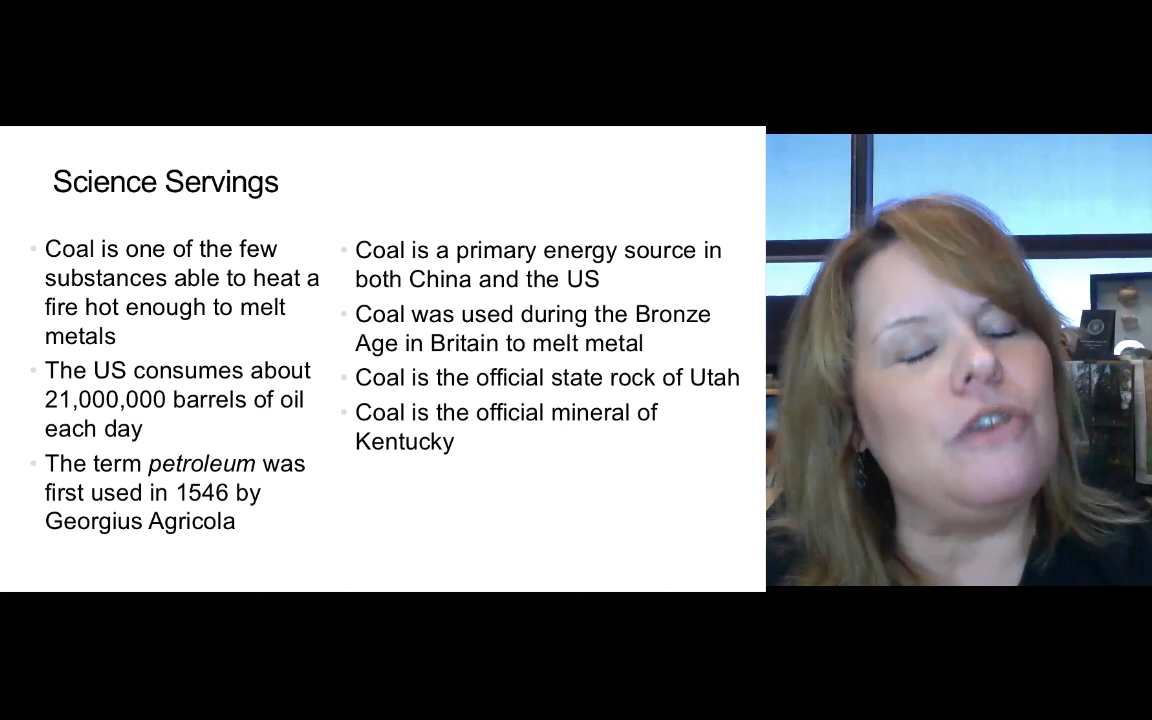 Science Servings
Coal is one of the few
substances able to heat a
fire hot enough to melt
metals
The US consumes about
21,000,000 barrels of oil
each day
The term petroleum was
first used in 1546 by
Georgius Agricola
Coal is a primary energy source in
both China and the US
Coal was used during the Bronze
Age in Britain to melt metal
Coal is the official state rock of Utah
Coal is the official mineral of
Kentucky